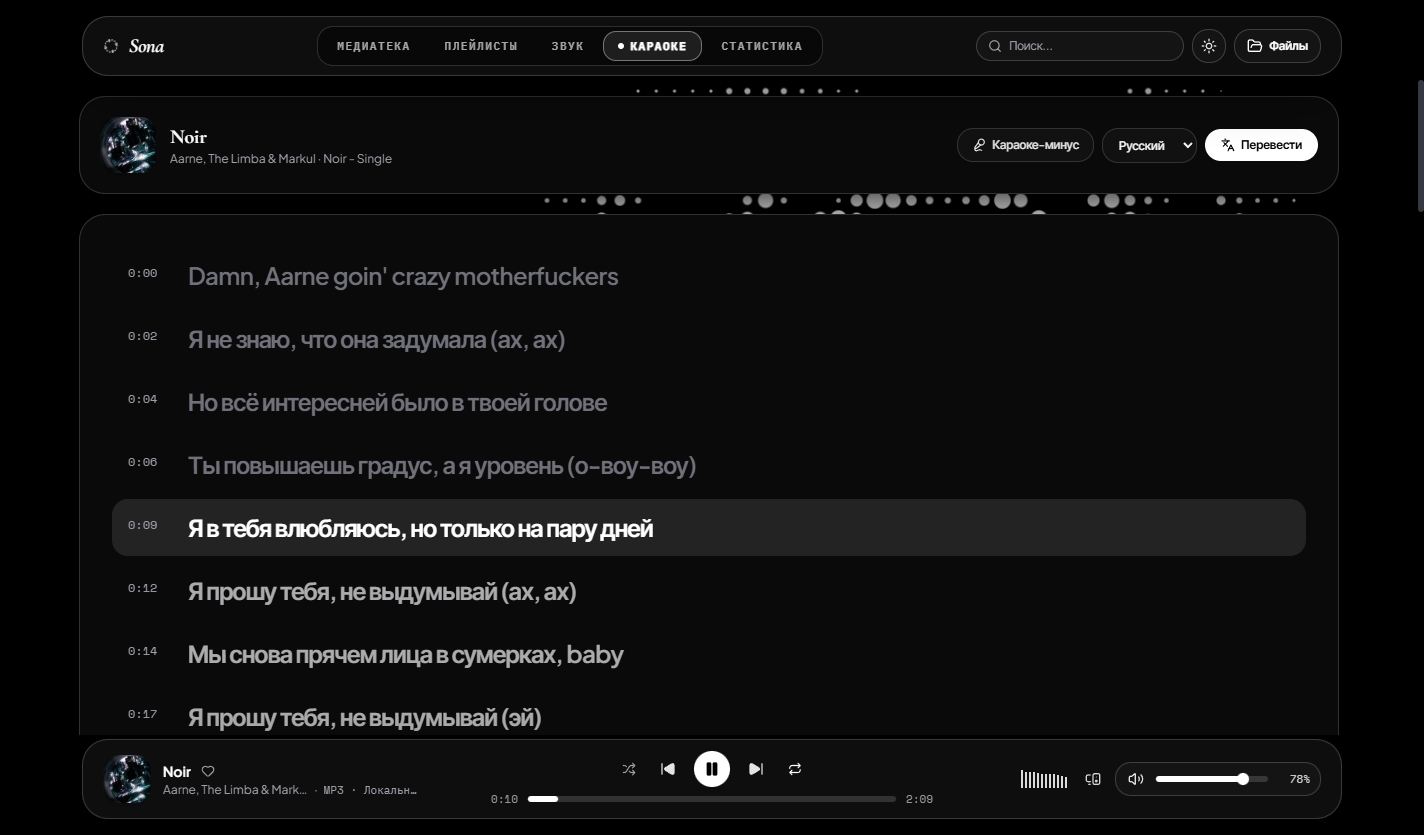 Sona
МЕДИАТЕКА ПЛЕЙЛИСТЫ ЗВУК КАРАОКЕ СТАТИСТИКА
Поиск...
Файлы
Noir
Aarne, The Limba & Markul · Noir - Single
Караоке-минус
Русский
Перевести
0:00 Damn, Aarne goin' crazy motherfuckers
0:02 Я не знаю, что она задумала (ах, ах)
0:04 Но всё интересней было в твоей голове
0:06 Ты повышаешь градус, а я уровень (о-воу-воу)
0:09 Я в тебя влюбляюсь, но только на пару дней
0:12 Я прошу тебя, не выдумывай (ах, ах)
0:14 Мы снова прячем лица в сумерках, baby
0:17 Я прошу тебя, не выдумывай (эй)
Noir
Aarne, The Limba & Mark... · MP3 · Локальн…
0:10 2:09
78%